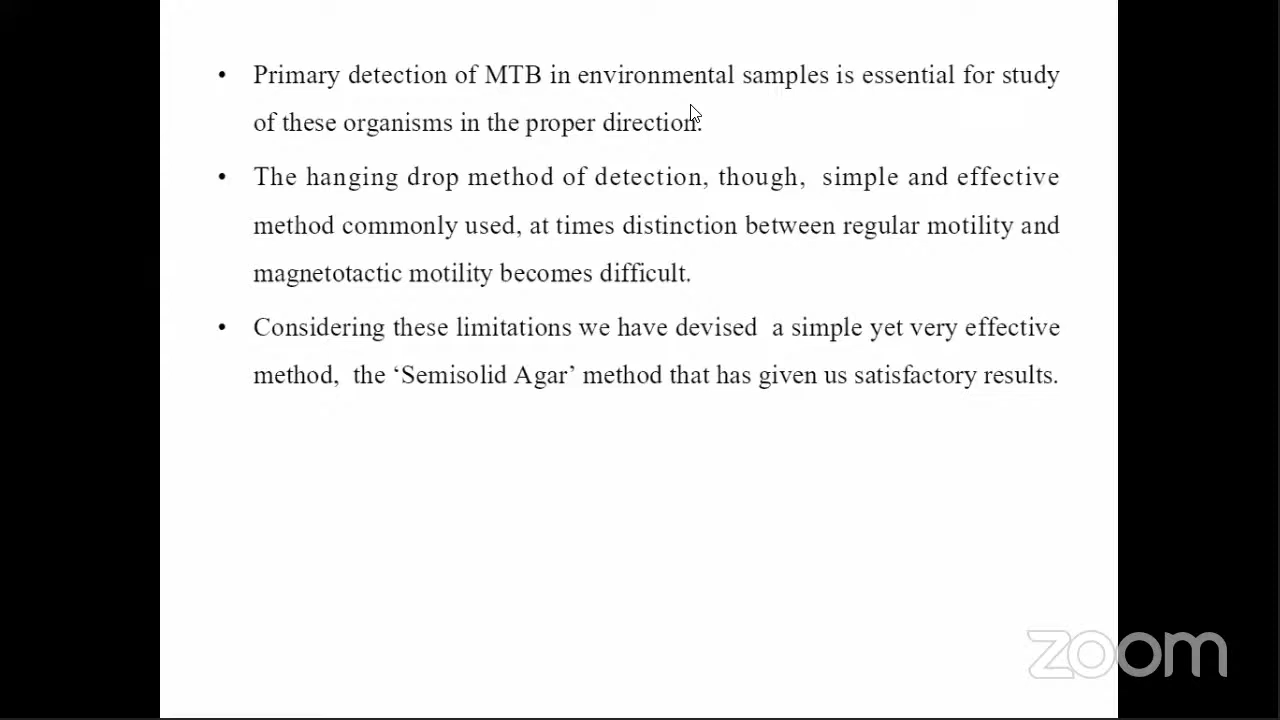 • Primary detection of MTB in environmental samples is essential for study
of these organisms in the proper direction.
• The hanging drop method of detection, though, simple and effective
method commonly used, at times distinction between regular motility and
magnetotactic motility becomes difficult.
• Considering these limitations we have devised a simple yet very effective
method, the ‘Semisolid Agar’ method that has given us satisfactory results.
zoom